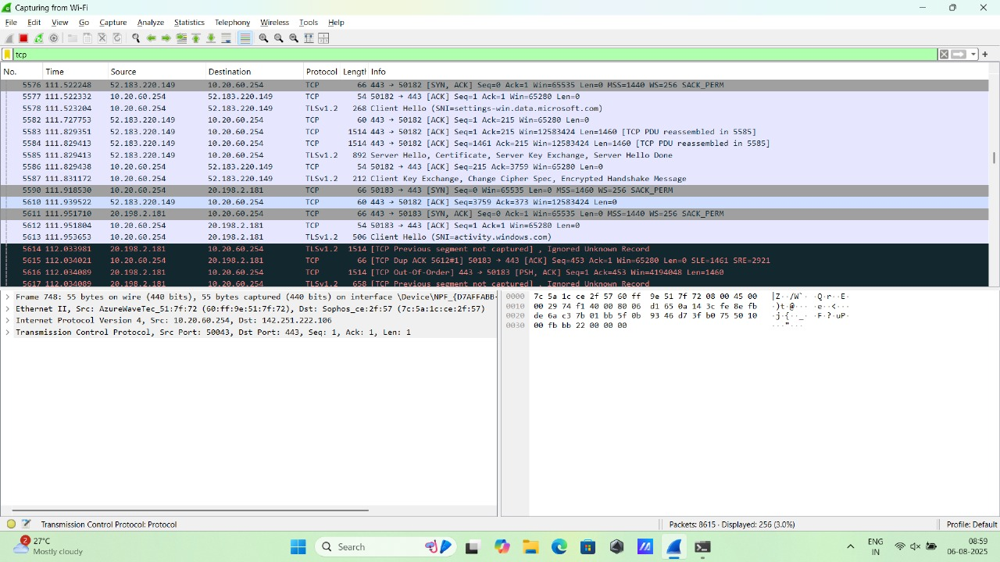 Capturing from Wi-Fi
File Edit View Go Capture Analyze Statistics Telephony Wireless Tools Help
tcp
No. Time Source Destination Protocol Length Info
5576 111.522248 52.183.220.149 10.20.60.254 TCP 66 443 → 50182 [SYN, ACK] Seq=0 Ack=1 Win=65535 Len=0 MSS=1440 WS=256 SACK_PERM
5577 111.522332 10.20.60.254 52.183.220.149 TCP 54 50182 → 443 [ACK] Seq=1 Ack=1 Win=65280 Len=0
5578 111.523204 10.20.60.254 52.183.220.149 TLSv1.2 268 Client Hello (SNI=settings-win.data.microsoft.com)
5582 111.727753 52.183.220.149 10.20.60.254 TCP 60 443 → 50182 [ACK] Seq=1 Ack=215 Win=65280 Len=0
5583 111.829351 52.183.220.149 10.20.60.254 TCP 1514 443 → 50182 [ACK] Seq=1 Ack=215 Win=12583424 Len=1460 [TCP PDU reassembled in 5585]
5584 111.829413 52.183.220.149 10.20.60.254 TCP 1514 443 → 50182 [ACK] Seq=1461 Ack=215 Win=12583424 Len=1460 [TCP PDU reassembled in 5585]
5585 111.829413 52.183.220.149 10.20.60.254 TLSv1.2 892 Server Hello, Certificate, Server Key Exchange, Server Hello Done
5586 111.829438 10.20.60.254 52.183.220.149 TCP 54 50182 → 443 [ACK] Seq=215 Ack=3759 Win=65280 Len=0
5587 111.831172 10.20.60.254 52.183.220.149 TLSv1.2 212 Client Key Exchange, Change Cipher Spec, Encrypted Handshake Message
5590 111.918530 10.20.60.254 20.198.2.181 TCP 66 50183 → 443 [SYN] Seq=0 Win=65535 Len=0 MSS=1460 WS=256 SACK_PERM
5610 111.939522 52.183.220.149 10.20.60.254 TCP 60 443 → 50182 [ACK] Seq=3759 Ack=373 Win=12583424 Len=0
5611 111.951710 20.198.2.181 10.20.60.254 TCP 66 443 → 50183 [SYN, ACK] Seq=0 Ack=1 Win=65535 Len=0 MSS=1440 WS=256 SACK_PERM
5612 111.951804 10.20.60.254 20.198.2.181 TCP 54 50183 → 443 [ACK] Seq=1 Ack=1 Win=65280 Len=0
5613 111.953653 10.20.60.254 20.198.2.181 TLSv1.2 506 Client Hello (SNI=activity.windows.com)
5614 112.033981 20.198.2.181 10.20.60.254 TLSv1.2 1514 [TCP Previous segment not captured] , Ignored Unknown Record
5615 112.034021 10.20.60.254 20.198.2.181 TCP 66 [TCP Dup ACK 5612#1] 50183 → 443 [ACK] Seq=453 Ack=1 Win=65280 Len=0 SLE=1461 SRE=2921
5616 112.034089 20.198.2.181 10.20.60.254 TCP 1514 [TCP Out-Of-Order] 443 → 50183 [PSH, ACK] Seq=1 Ack=453 Win=4194048 Len=1460
5617 112.034089 20.198.2.181 10.20.60.254 TLSv1.2 658 [TCP Previous segment not captured] , Ignored Unknown Record
Frame 748: 55 bytes on wire (440 bits), 55 bytes captured (440 bits) on interface \Device\NPF_{D7AFFABB-
Ethernet II, Src: AzureWaveTec_51:7f:72 (60:ff:9e:51:7f:72), Dst: Sophos_ce:2f:57 (7c:5a:1c:ce:2f:57)
Internet Protocol Version 4, Src: 10.20.60.254, Dst: 142.251.222.106
Transmission Control Protocol, Src Port: 50043, Dst Port: 443, Seq: 1, Ack: 1, Len: 1
0000 7c 5a 1c ce 2f 57 60 ff 9e 51 7f 72 08 00 45 00 |Z··/W`· ·Q·r··E·
0010 00 29 74 f1 40 00 80 06 d1 65 0a 14 3c fe 8e fb ·)t·@··· ·e··<···
0020 de 6a c3 7b 01 bb 5f 0b 93 46 d7 3f b0 75 50 10 ·j·{··_· ·F·?·uP·
0030 00 fb bb 22 00 00 00 ···"···
Transmission Control Protocol: Protocol
Packets: 8615 · Displayed: 256 (3.0%)
Profile: Default
2
27°C
Mostly cloudy
Search
ENG
IN
08:59
06-08-2025